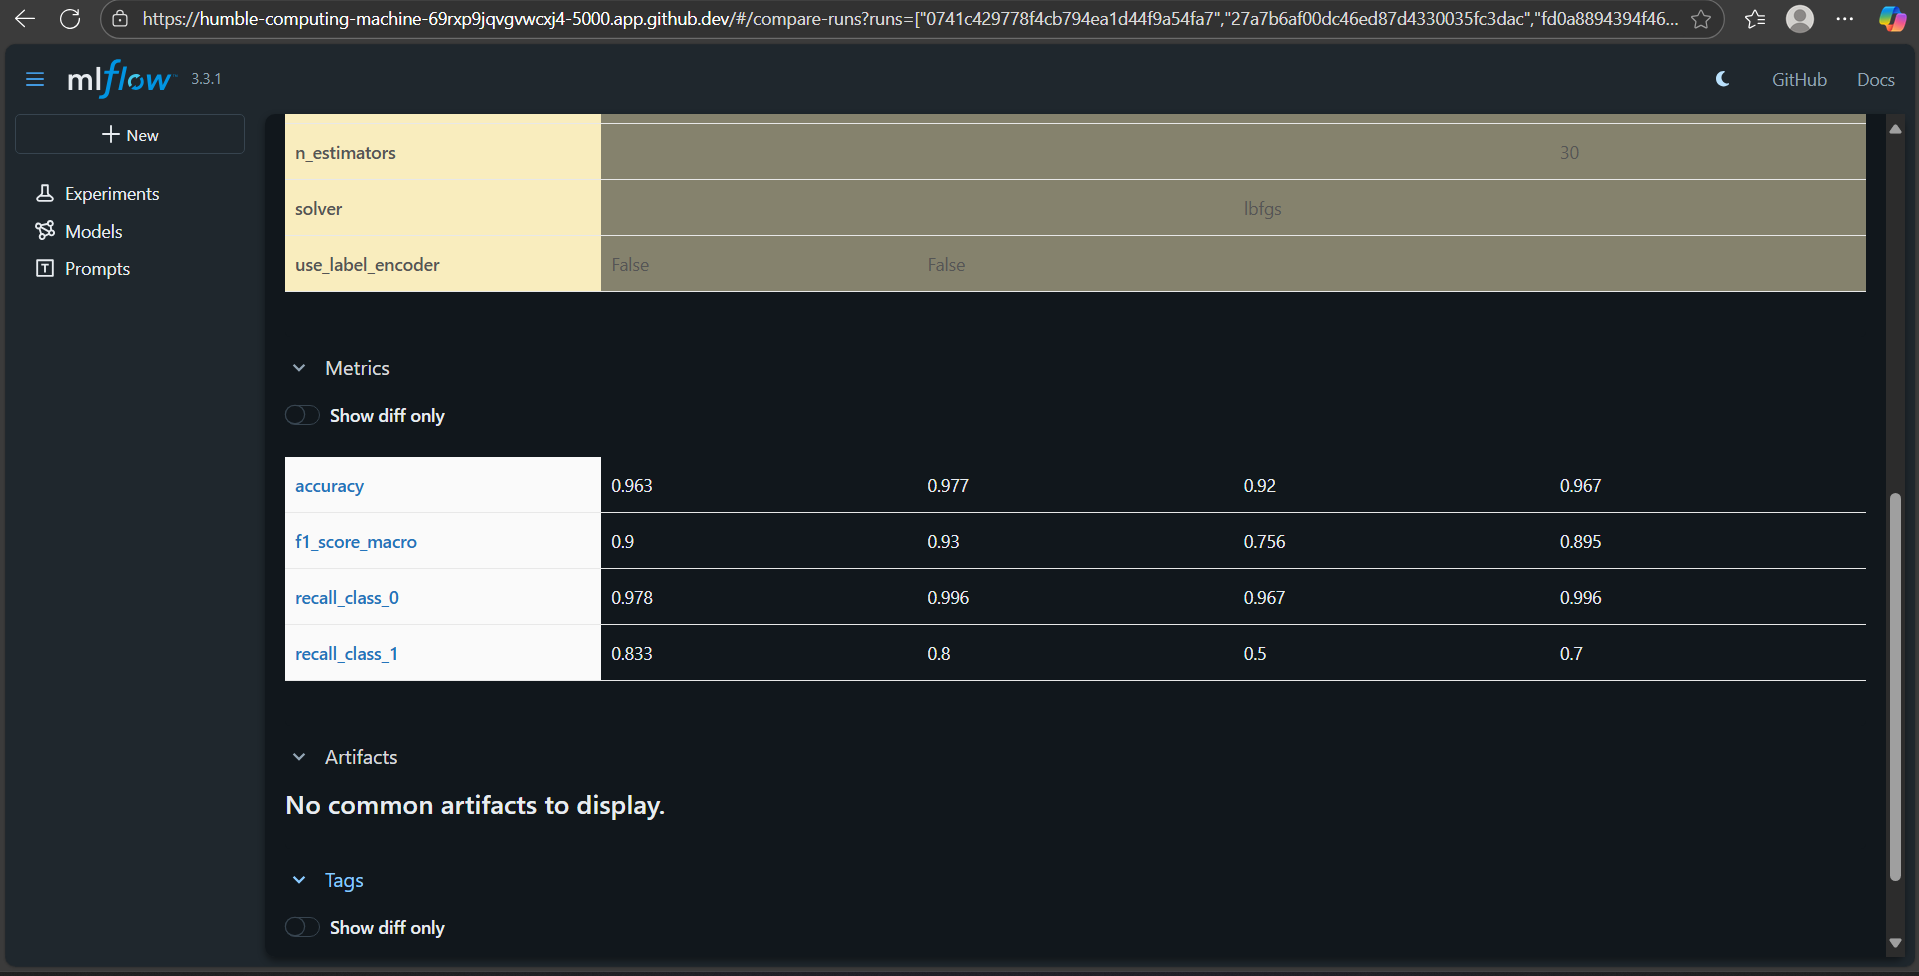 https://humble-computing-machine-69rxp9jqvgvwcxj4-5000.app.github.dev/#/compare-runs?runs=["0741c429778f4cb794ea1d44f9a54fa7","27a7b6af00dc46ed87d4330035fc3dac","fd0a8894394f46...
mlflow 3.3.1 GitHub Docs
+ New
Experiments
Models
Prompts
n_estimators 30
solver lbfgs
use_label_encoder False False
Metrics
Show diff only
accuracy 0.963 0.977 0.92 0.967
f1_score_macro 0.9 0.93 0.756 0.895
recall_class_0 0.978 0.996 0.967 0.996
recall_class_1 0.833 0.8 0.5 0.7
Artifacts
No common artifacts to display.
Tags
Show diff only